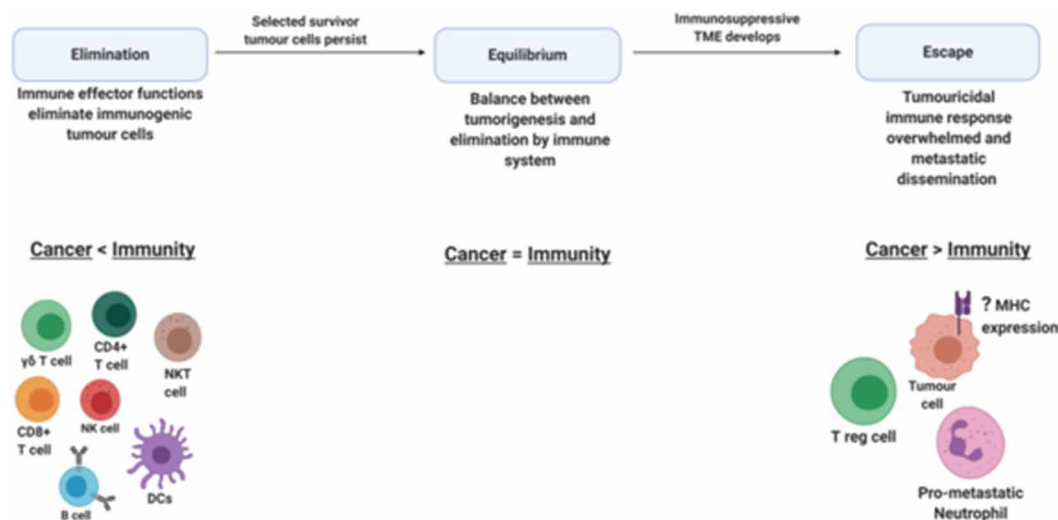 Elimination
Selected survivor
tumour cells persist
Equilibrium
Immunosuppressive
TME develops
Escape
Immune effector functions
eliminate immunogenic
tumour cells
Balance between
tumorigenesis and
elimination by immune
system
Tumouricidal
immune response
overwhelmed and
metastatic
dissemination
Cancer < Immunity
Cancer = Immunity
Cancer > Immunity
γδ T cell
CD4+
T cell
NKT
cell
CD8+
T cell
NK cell
B cell
DCs
? MHC
expression
Tumour
cell
T reg cell
Pro-metastatic
Neutrophil